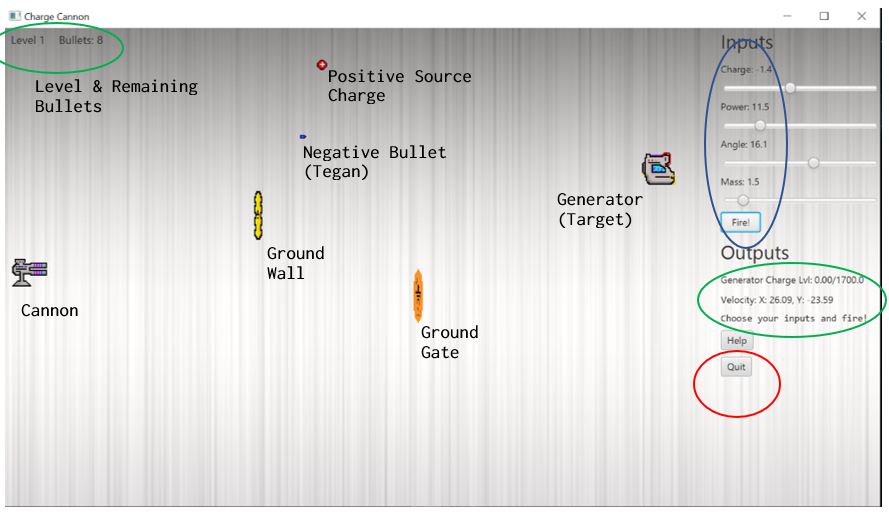 Charge Cannon
Level 1 Bullets: 8
Level & Remaining
Bullets
Positive Source
Charge
Negative Bullet
(Tegan)
Generator
(Target)
Ground
Wall
Cannon
Ground
Gate
Inputs
Charge: -1.4
Power: 11.5
Angle: 16.1
Mass: 1.5
Fire!
Outputs
Generator Charge Lvl: 0.00/1700.0
Velocity: X: 26.09, Y: -23.59
Choose your inputs and fire!
Help
Quit